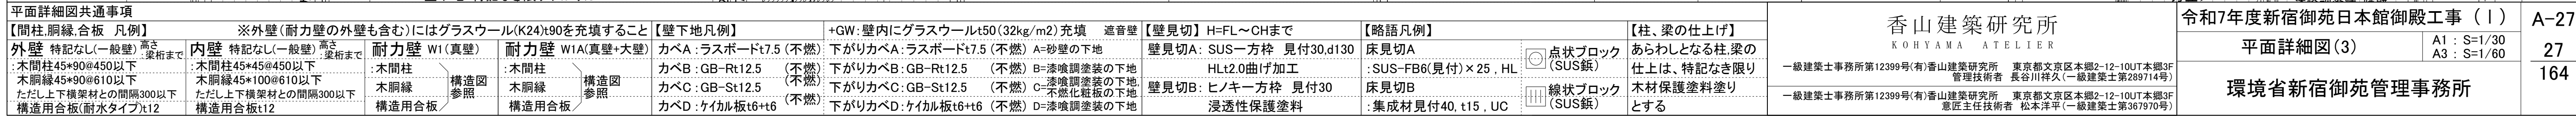 平面詳細図共通事項
【間柱,胴縁,合板　凡例】　※外壁(耐力壁の外壁も含む)にはグラスウール(K24)t90を充填すること
外壁 特記なし(一般壁) 高さ:梁桁まで
:木間柱45*90@450以下
木胴縁45*90@610以下
ただし上下横架材との間隔300以下
構造用合板(耐水タイプ)t12
内壁 特記なし(一般壁) 高さ:梁桁まで
:木間柱45*45@450以下
木胴縁45*100@610以下
ただし上下横架材との間隔300以下
構造用合板t12
耐力壁 W1(真壁)
:木間柱
木胴縁
構造用合板
構造図参照
耐力壁 W1A(真壁+大壁)
:木間柱
木胴縁
構造用合板
構造図参照
【壁下地凡例】　+GW:壁内にグラスウールt50(32kg/m2)充填　遮音壁
カベA:ラスボードt7.5 (不燃)　下がりカベA:ラスボードt7.5 (不燃)　A=砂壁の下地
カベB:GB-Rt12.5 (不燃)　下がりカベB:GB-Rt12.5 (不燃)　B=漆喰調塗装の下地
カベC:GB-St12.5 (不燃)　下がりカベC:GB-St12.5 (不燃)　C=漆喰調塗装の下地,不燃化粧板の下地
カベD:ケイカル板t6+t6 (不燃)　下がりカベD:ケイカル板t6+t6 (不燃)　D=漆喰調塗装の下地
【壁見切】 H=FL～CHまで
壁見切A: SUS一方枠 見付30,d130
HLt2.0曲げ加工
壁見切B: ヒノキ一方枠 見付30
浸透性保護塗料
【略語凡例】
床見切A
:SUS-FB6(見付)×25 , HL
床見切B
:集成材見付40, t15 , UC
点状ブロック
(SUS鋲)
線状ブロック
(SUS鋲)
【柱、梁の仕上げ】
あらわしとなる柱,梁の
仕上は、特記なき限り
木材保護塗料塗り
とする
香山建築研究所
KOHYAMA ATELIER
一級建築士事務所第12399号(有)香山建築研究所　東京都文京区本郷2-12-10UT本郷3F
管理技術者 長谷川祥久(一級建築士第289714号)
一級建築士事務所第12399号(有)香山建築研究所　東京都文京区本郷2-12-10UT本郷3F
意匠主任技術者 松本洋平(一級建築士第367970号)
令和7年度新宿御苑日本館御殿工事（Ⅰ）
平面詳細図(3)
A1 : S=1/30
A3 : S=1/60
環境省新宿御苑管理事務所
A-27
27
164